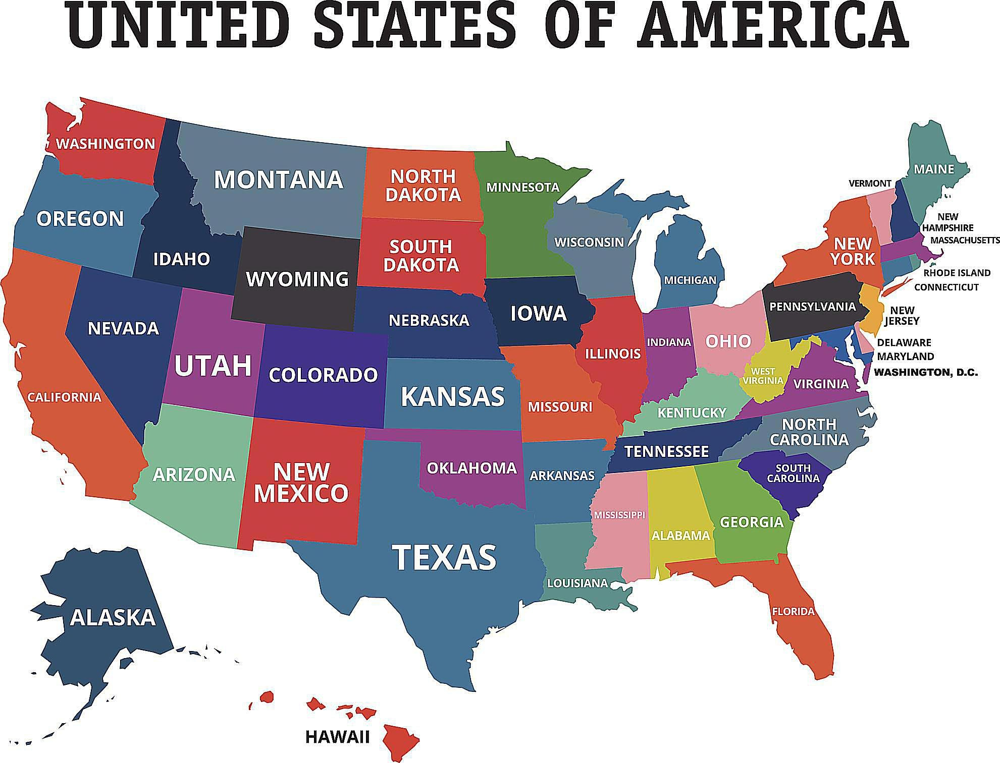 UNITED STATES OF AMERICA
WASHINGTON
MONTANA
NORTH
DAKOTA
MINNESOTA
MAINE
VERMONT
OREGON
IDAHO
WYOMING
SOUTH
DAKOTA
WISCONSIN
MICHIGAN
NEW
YORK
NEW
HAMPSHIRE
MASSACHUSETTS
RHODE ISLAND
CONNECTICUT
NEVADA
UTAH
COLORADO
NEBRASKA
IOWA
ILLINOIS
INDIANA
OHIO
PENNSYLVANIA
NEW
JERSEY
DELAWARE
MARYLAND
WASHINGTON, D.C.
CALIFORNIA
KANSAS
MISSOURI
KENTUCKY
WEST
VIRGINIA
VIRGINIA
NORTH
CAROLINA
ARIZONA
NEW
MEXICO
OKLAHOMA
ARKANSAS
TENNESSEE
SOUTH
CAROLINA
TEXAS
LOUISIANA
MISSISSIPPI
ALABAMA
GEORGIA
FLORIDA
ALASKA
HAWAII